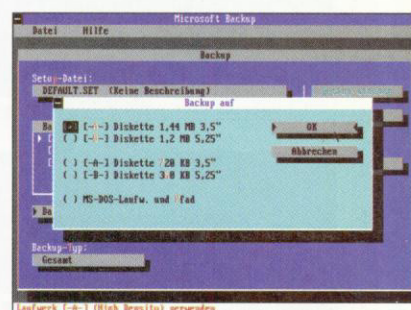 Microsoft Backup
Datei Hilfe
Backup
Setup-Datei:
DEFAULT.SET (Keine Beschreibung)
Backup auf
[-A-] Diskette 1,44 MB 3,5"
( ) [-B-] Diskette 1,2 MB 5,25"
( ) [-A-] Diskette 720 KB 3,5"
( ) [-B-] Diskette 360 KB 5,25"
( ) MS-DOS-Laufw. und Pfad
OK
Abbrechen
Ba
Ba
Backup-Typ:
Gesamt
Laufwerk [-A-] (High Density) verwenden